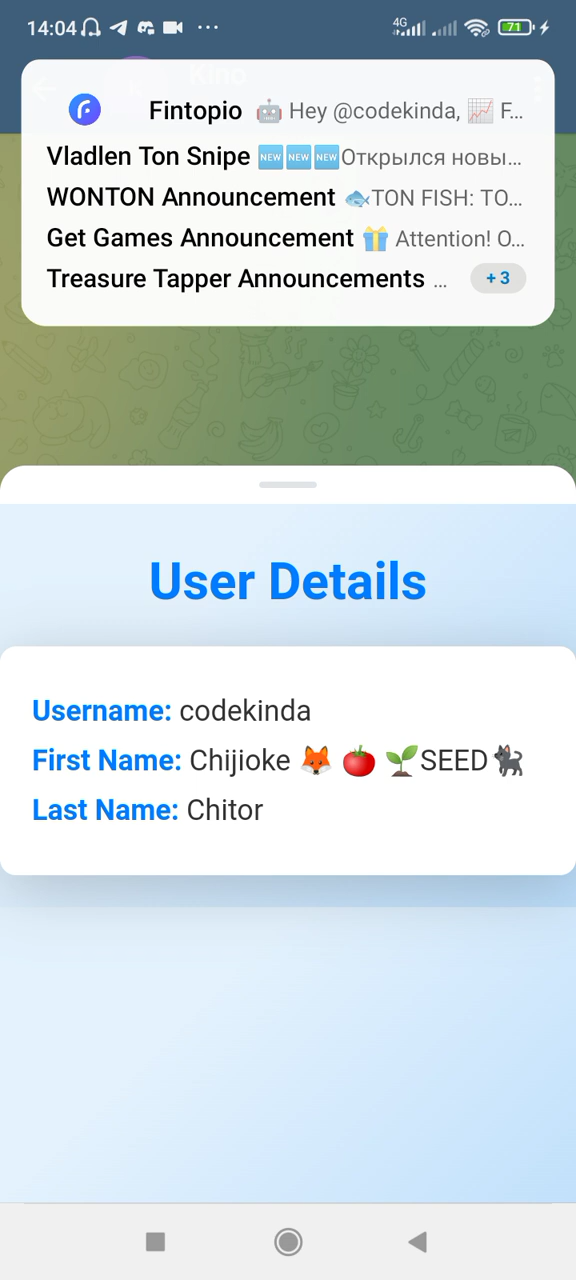 14:04 4G 71
Kino
Fintopio 🤖 Hey @codekinda, 📈 F...
Vladlen Ton Snipe 🆕🆕🆕Открылся новы...
WONTON Announcement 🐟TON FISH: TO...
Get Games Announcement 🎁 Attention! O...
Treasure Tapper Announcements ... +3
User Details
Username: codekinda
First Name: Chijioke 🦊 🍅 🌱SEED🐈‍⬛
Last Name: Chitor